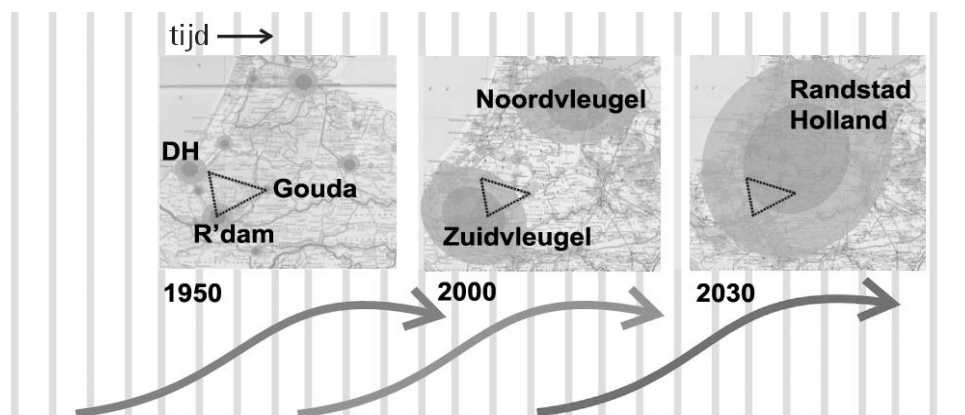 tijd
DH
Gouda
R'dam
1950
Noordvleugel
Zuidvleugel
2000
Randstad
Holland
2030